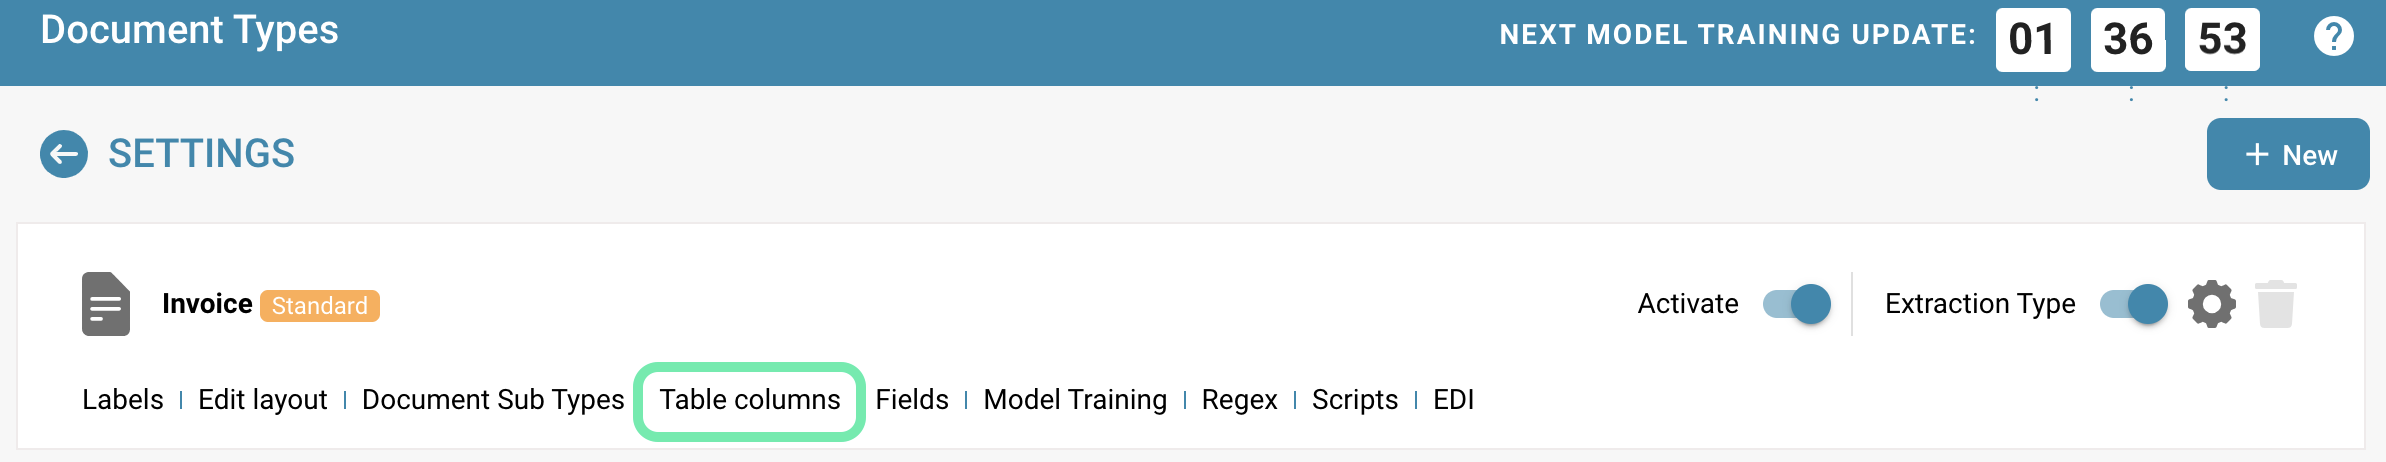 Document Types
NEXT MODEL TRAINING UPDATE: 01 36 53 ?
SETTINGS
+ New
Invoice Standard
Activate Extraction Type
Labels | Edit layout | Document Sub Types Table columns Fields | Model Training | Regex | Scripts | EDI